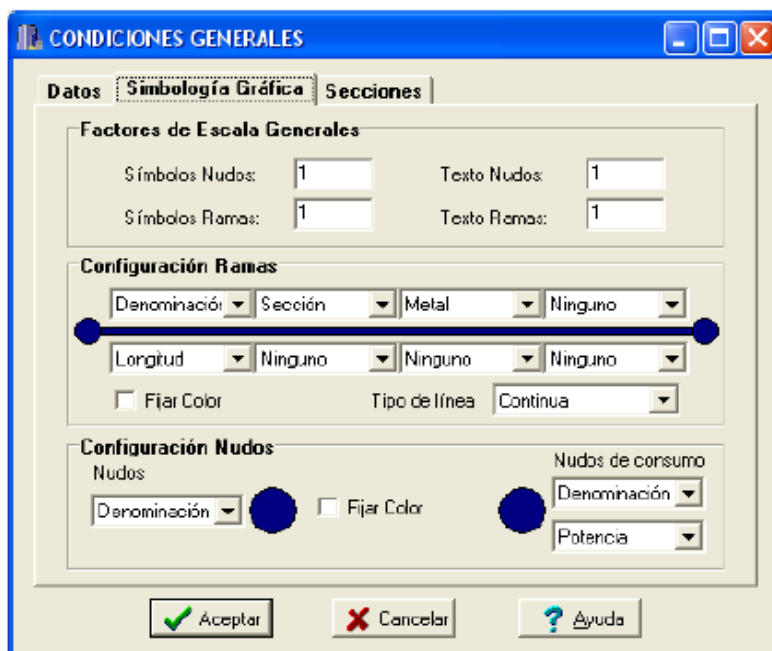 CONDICIONES GENERALES
Datos Simbología Gráfica Secciones
Factores de Escala Generales
Símbolos Nudos: 1 Texto Nudos: 1
Símbolos Ramas: 1 Texto Ramas: 1
Configuración Ramas
Denominación Sección Metal Ninguno
Longitud Ninguno Ninguno Ninguno
Fijar Color Tipo de línea Continua
Configuración Nudos
Nudos Nudos de consumo
Denominación Fijar Color Denominación
Potencia
Aceptar Cancelar Ayuda